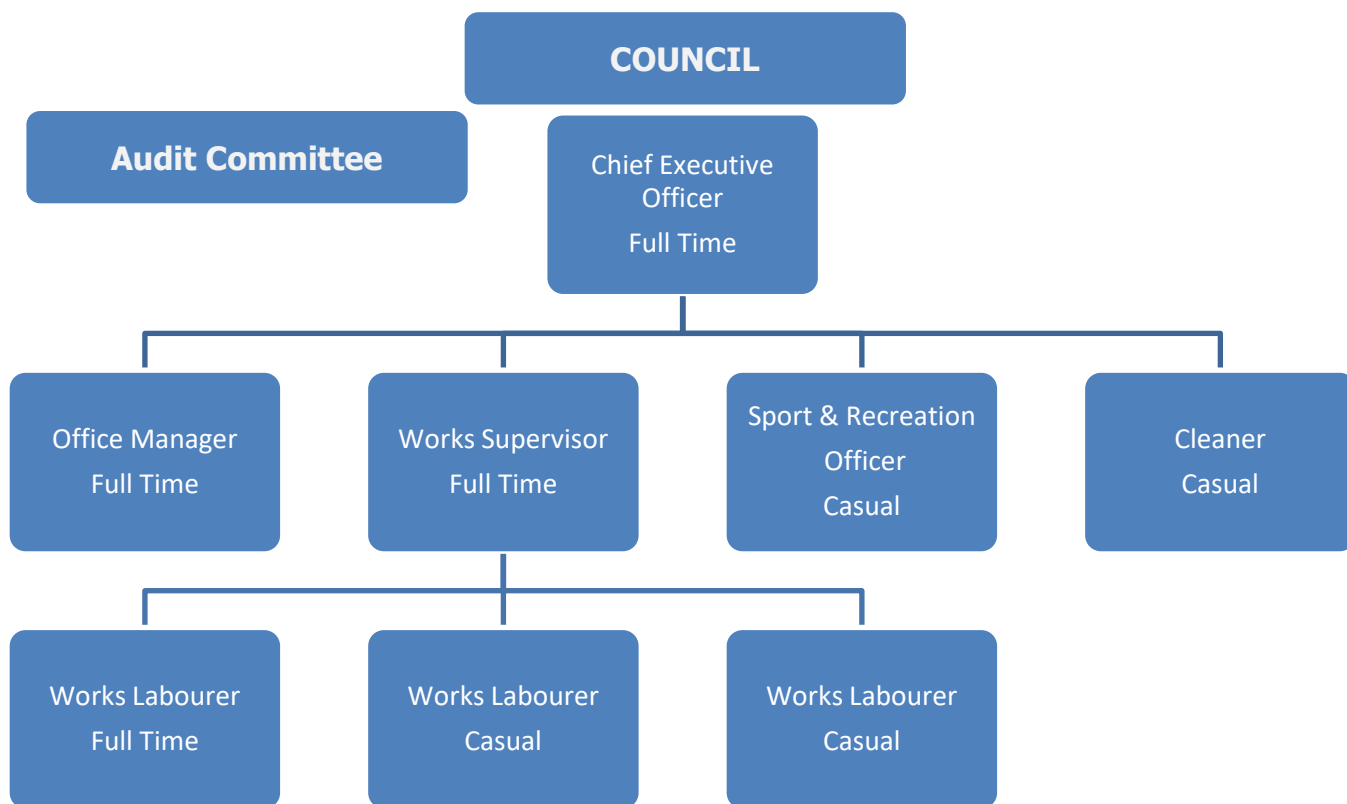 COUNCIL
Audit Committee
Chief Executive
Officer
Full Time
Office Manager
Full Time
Works Supervisor
Full Time
Sport & Recreation
Officer
Casual
Cleaner
Casual
Works Labourer
Full Time
Works Labourer
Casual
Works Labourer
Casual